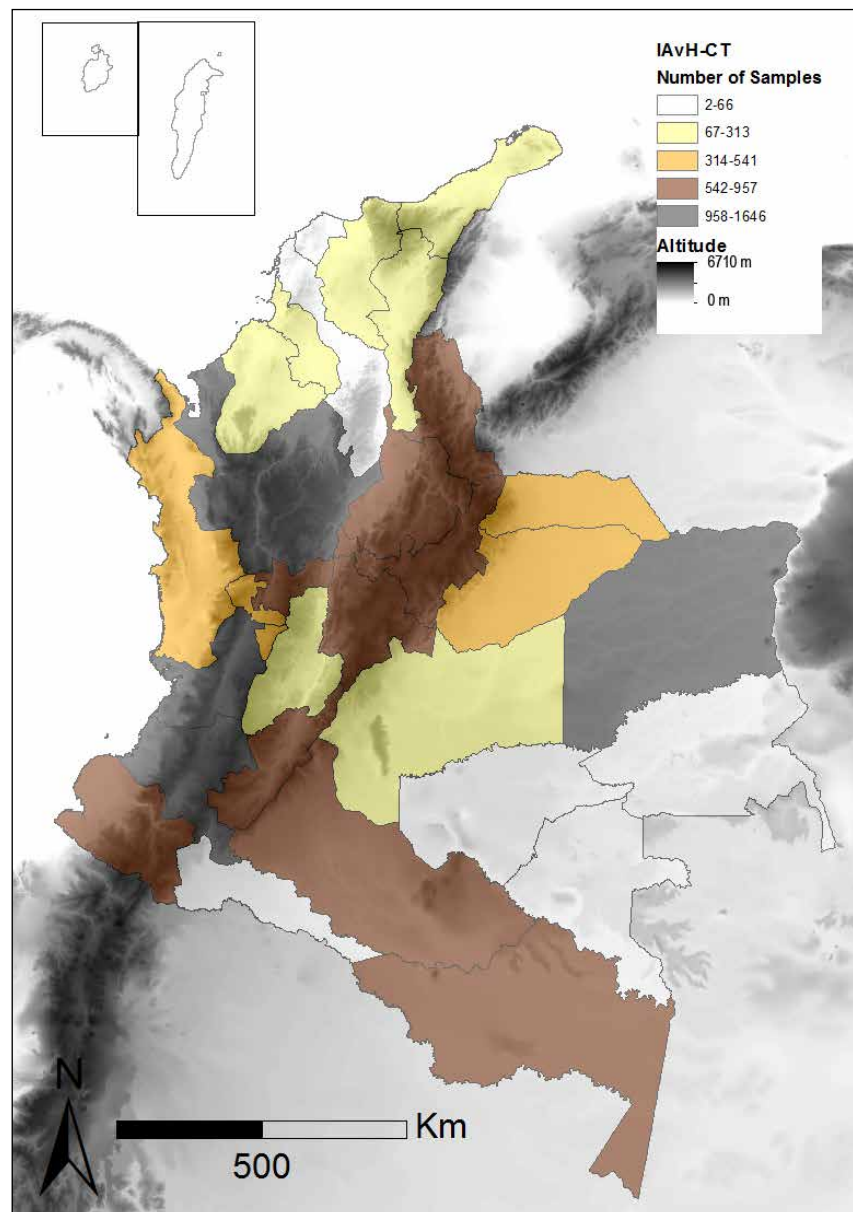 IAvH-CT
Number of Samples
2-66
67-313
314-541
542-957
958-1646
Altitude
6710 m
0 m
N
Km
500